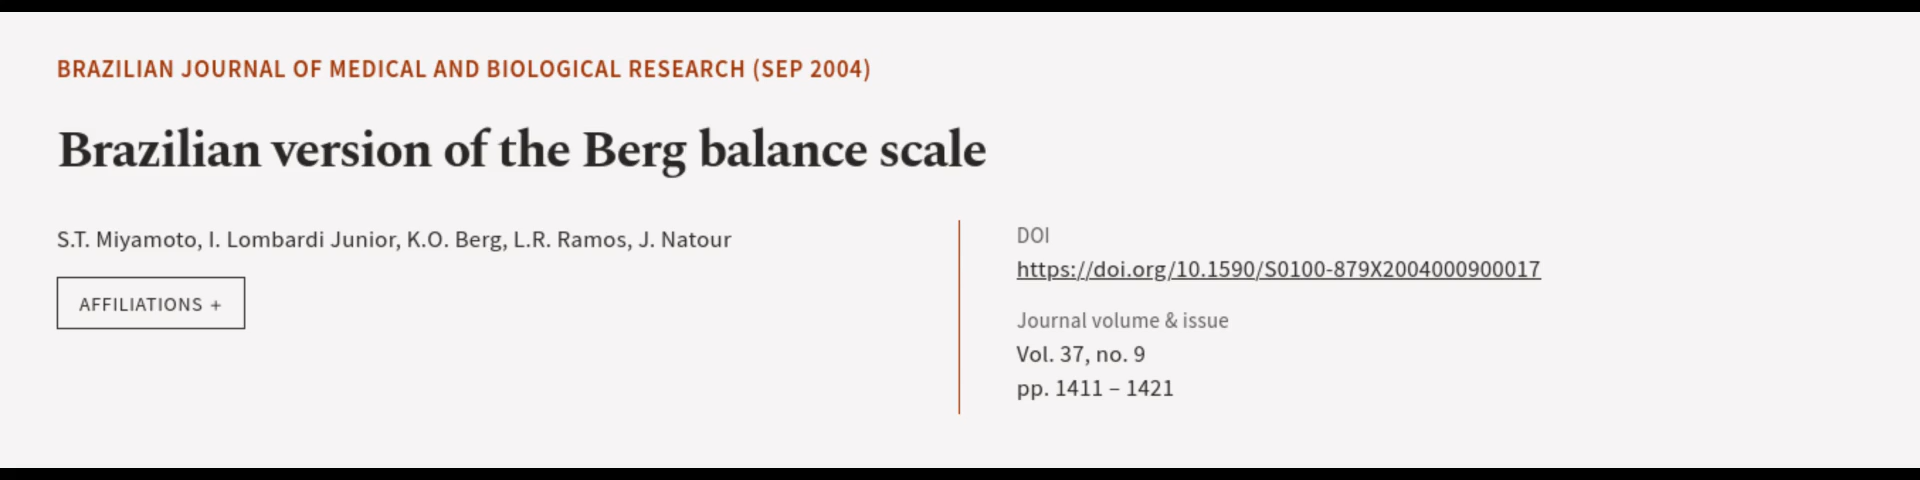 BRAZILIAN JOURNAL OF MEDICAL AND BIOLOGICAL RESEARCH (SEP 2004)
Brazilian version of the Berg balance scale
S.T. Miyamoto, I. Lombardi Junior, K.O. Berg, L.R. Ramos, J. Natour
AFFILIATIONS +
DOI
https://doi.org/10.1590/S0100-879X2004000900017
Journal volume & issue
Vol. 37, no. 9
pp. 1411 – 1421